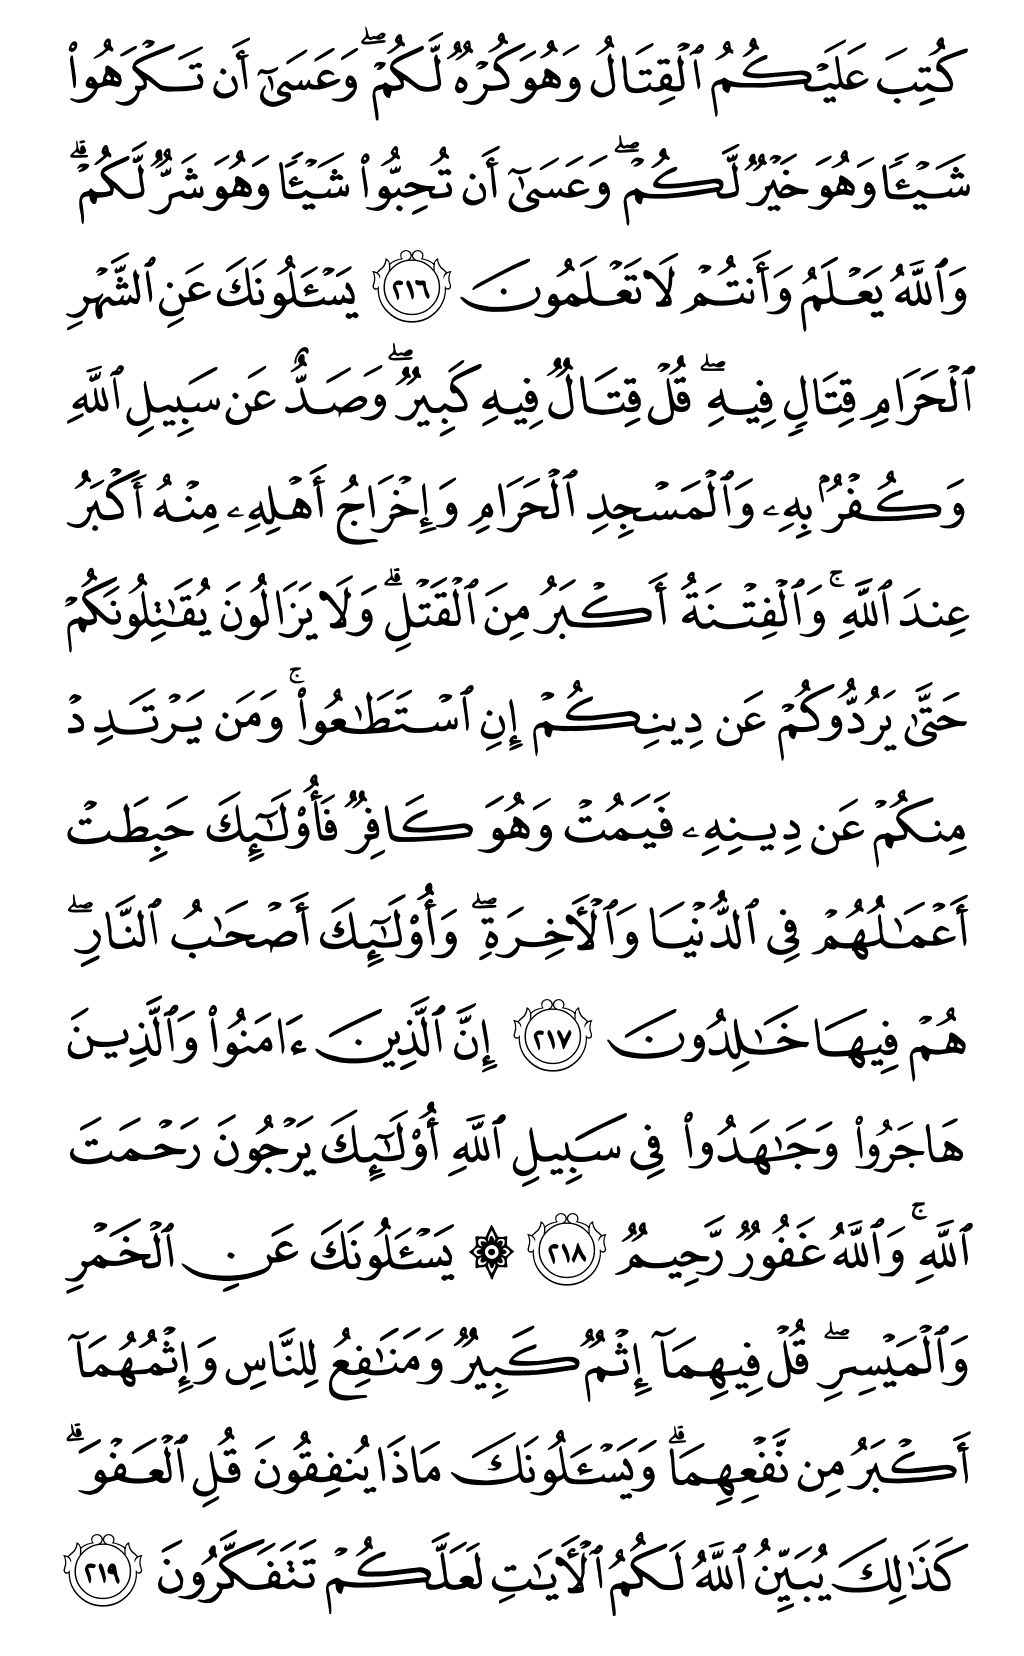 كُتِبَ عَلَيْكُمُ ٱلْقِتَالُ وَهُوَ كُرْهٌ لَّكُمْ ۖ وَعَسَىٰٓ أَن تَكْرَهُوا۟
شَيْـًٔا وَهُوَ خَيْرٌ لَّكُمْ ۖ وَعَسَىٰٓ أَن تُحِبُّوا۟ شَيْـًٔا وَهُوَ شَرٌّ لَّكُمْ ۗ
وَٱللَّهُ يَعْلَمُ وَأَنتُمْ لَا تَعْلَمُونَ ٢١٦ يَسْـَٔلُونَكَ عَنِ ٱلشَّهْرِ
ٱلْحَرَامِ قِتَالٍ فِيهِ ۖ قُلْ قِتَالٌ فِيهِ كَبِيرٌ ۖ وَصَدٌّ عَن سَبِيلِ ٱللَّهِ
وَكُفْرٌۢ بِهِۦ وَٱلْمَسْجِدِ ٱلْحَرَامِ وَإِخْرَاجُ أَهْلِهِۦ مِنْهُ أَكْبَرُ
عِندَ ٱللَّهِ ۚ وَٱلْفِتْنَةُ أَكْبَرُ مِنَ ٱلْقَتْلِ ۗ وَلَا يَزَالُونَ يُقَـٰتِلُونَكُمْ
حَتَّىٰ يَرُدُّوكُمْ عَن دِينِكُمْ إِنِ ٱسْتَطَـٰعُوا۟ ۚ وَمَن يَرْتَدِدْ
مِنكُمْ عَن دِينِهِۦ فَيَمُتْ وَهُوَ كَافِرٌ فَأُو۟لَـٰٓئِكَ حَبِطَتْ
أَعْمَـٰلُهُمْ فِى ٱلدُّنْيَا وَٱلْـَٔاخِرَةِ ۖ وَأُو۟لَـٰٓئِكَ أَصْحَـٰبُ ٱلنَّارِ ۖ
هُمْ فِيهَا خَـٰلِدُونَ ٢١٧ إِنَّ ٱلَّذِينَ ءَامَنُوا۟ وَٱلَّذِينَ
هَاجَرُوا۟ وَجَـٰهَدُوا۟ فِى سَبِيلِ ٱللَّهِ أُو۟لَـٰٓئِكَ يَرْجُونَ رَحْمَتَ
ٱللَّهِ ۚ وَٱللَّهُ غَفُورٌ رَّحِيمٌ ٢١٨ ۞ يَسْـَٔلُونَكَ عَنِ ٱلْخَمْرِ
وَٱلْمَيْسِرِ ۖ قُلْ فِيهِمَآ إِثْمٌ كَبِيرٌ وَمَنَـٰفِعُ لِلنَّاسِ وَإِثْمُهُمَآ
أَكْبَرُ مِن نَّفْعِهِمَا ۗ وَيَسْـَٔلُونَكَ مَاذَا يُنفِقُونَ قُلِ ٱلْعَفْوَ ۗ
كَذَٰلِكَ يُبَيِّنُ ٱللَّهُ لَكُمُ ٱلْـَٔايَـٰتِ لَعَلَّكُمْ تَتَفَكَّرُونَ ٢١٩